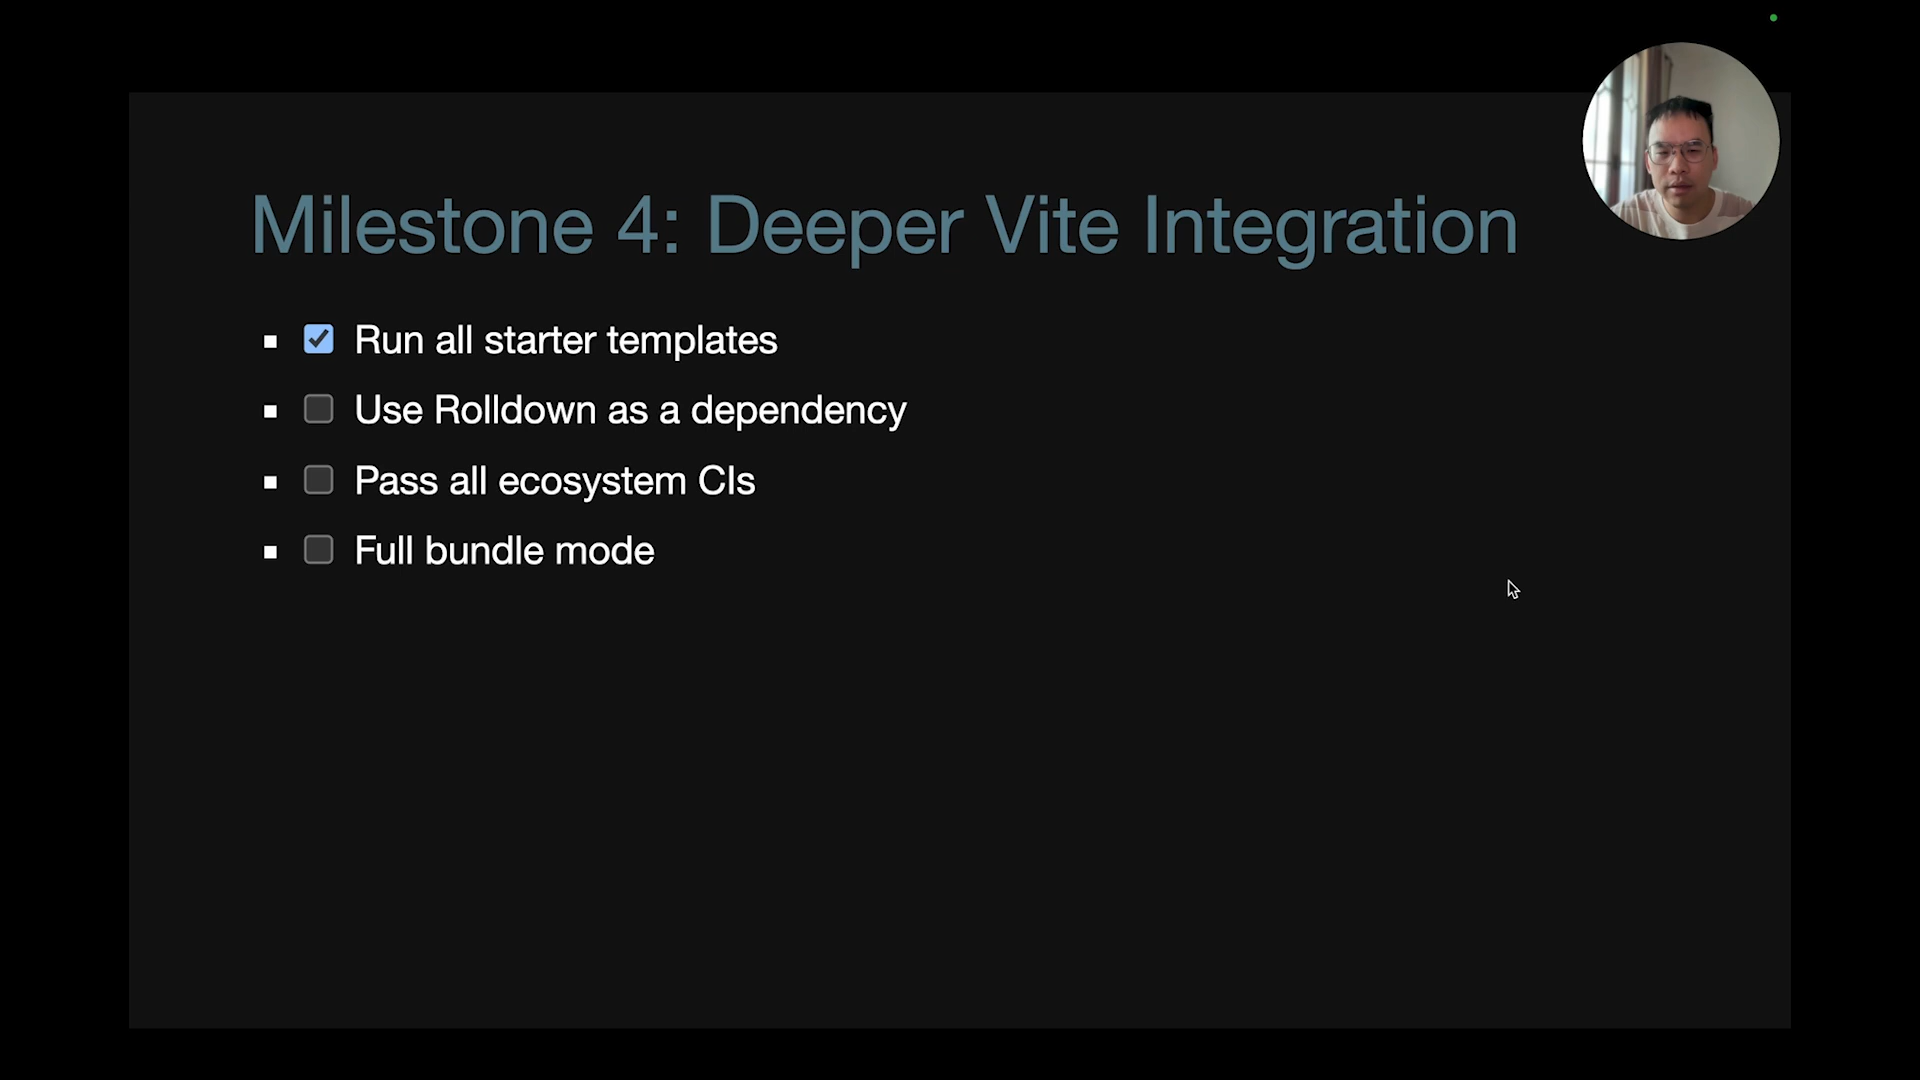 Milestone 4: Deeper Vite Integration
Run all starter templates
Use Rolldown as a dependency
Pass all ecosystem CIs
Full bundle mode